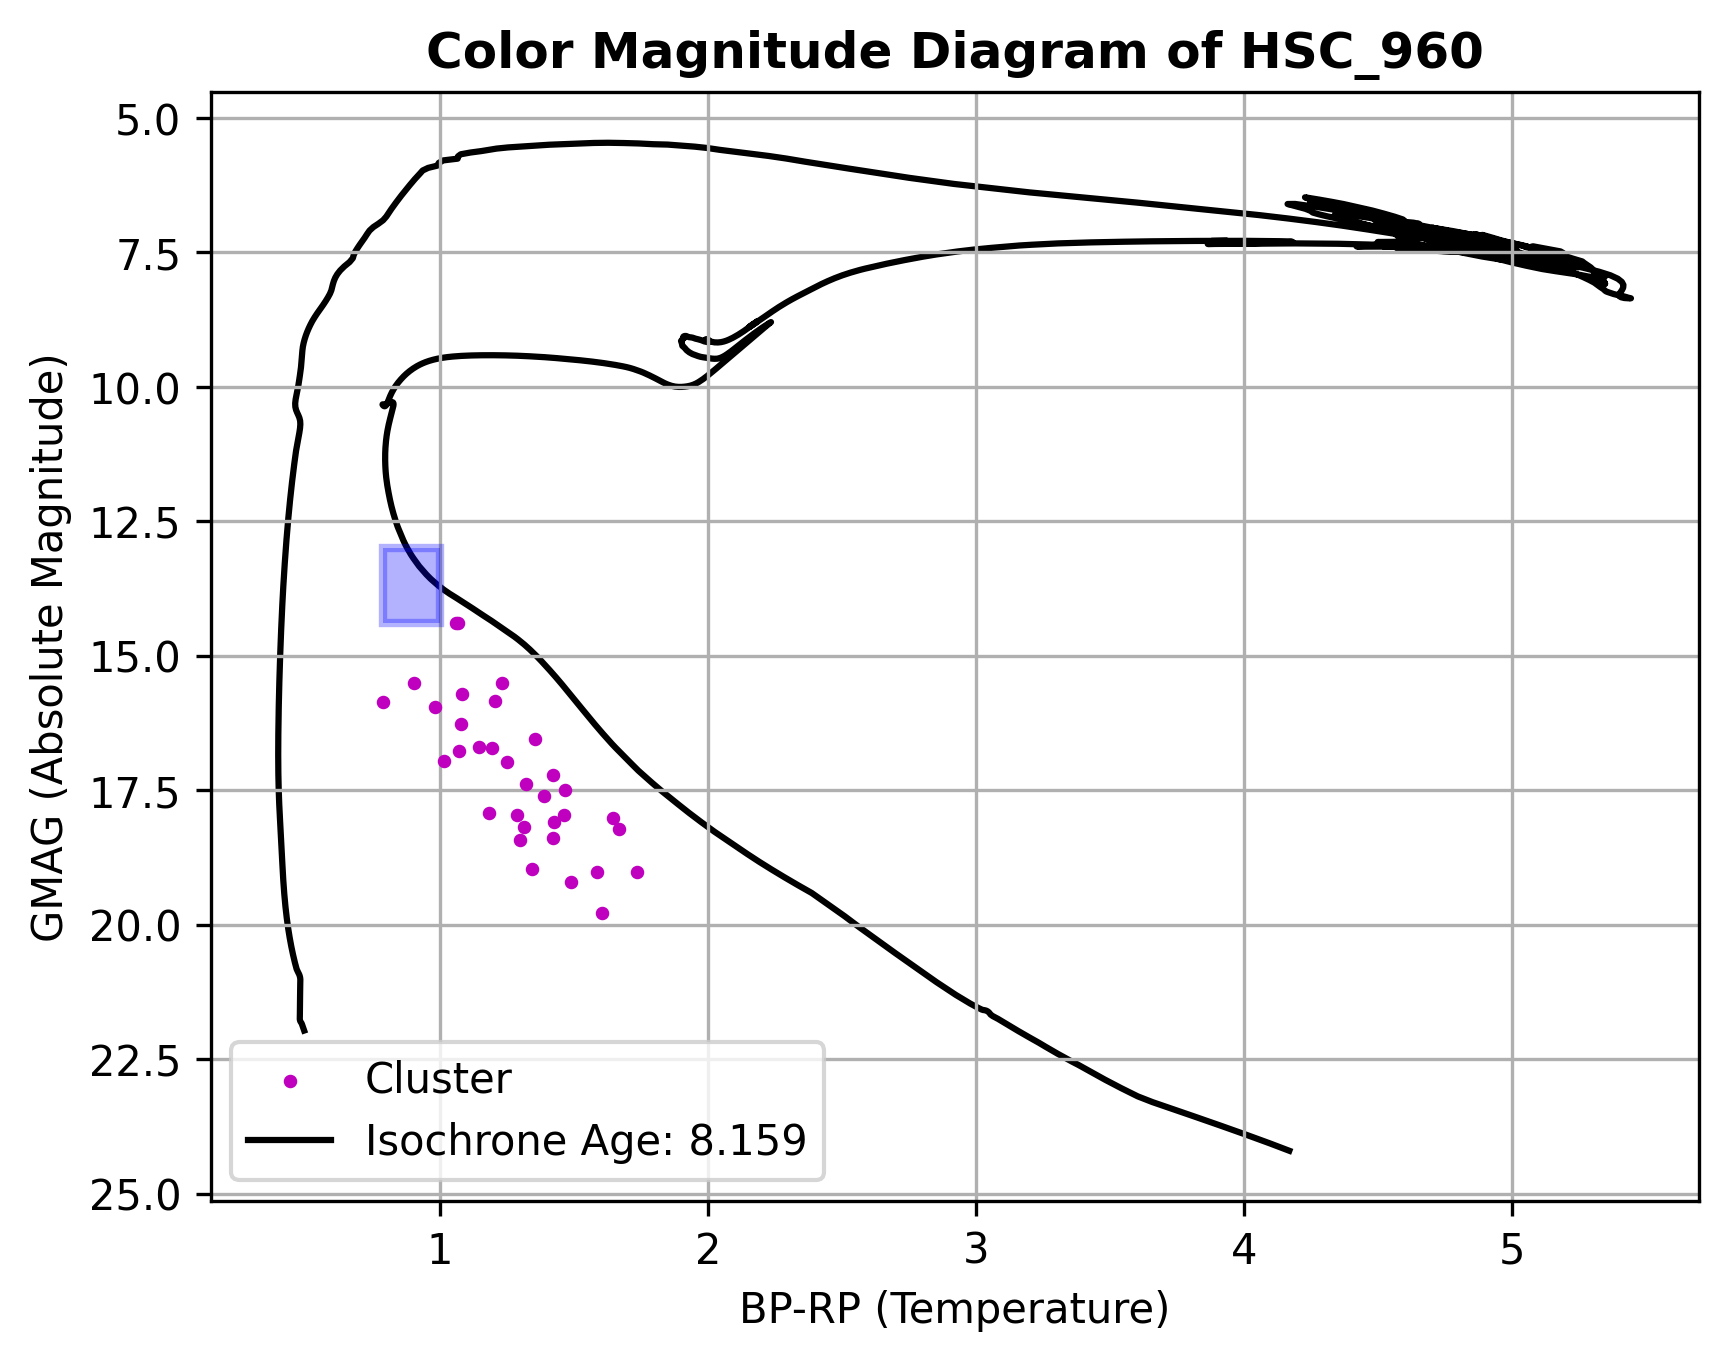 Color Magnitude Diagram of HSC_960
GMAG (Absolute Magnitude)
5.0
7.5
10.0
12.5
15.0
17.5
20.0
22.5
25.0
Cluster
Isochrone Age: 8.159
1 2 3 4 5
BP-RP (Temperature)